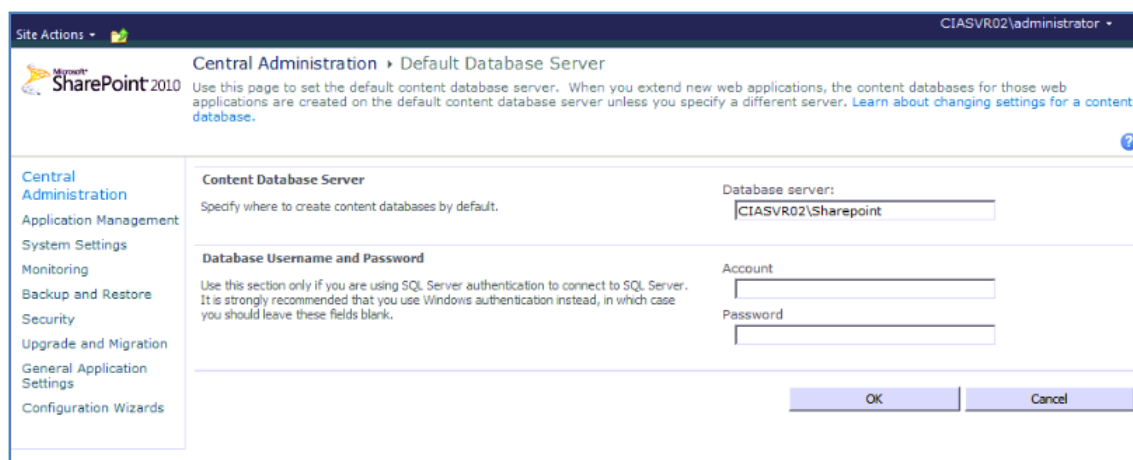 CIASVR02\administrator
Site Actions
Microsoft
SharePoint 2010
Central Administration › Default Database Server
Use this page to set the default content database server. When you extend new web applications, the content databases for those web
applications are created on the default content database server unless you specify a different server. Learn about changing settings for a content
database.
Central
Administration
Application Management
System Settings
Monitoring
Backup and Restore
Security
Upgrade and Migration
General Application
Settings
Configuration Wizards
Content Database Server
Specify where to create content databases by default.
Database server:
CIASVR02\Sharepoint
Database Username and Password
Use this section only if you are using SQL Server authentication to connect to SQL Server.
It is strongly recommended that you use Windows authentication instead, in which case
you should leave these fields blank.
Account
Password
OK
Cancel